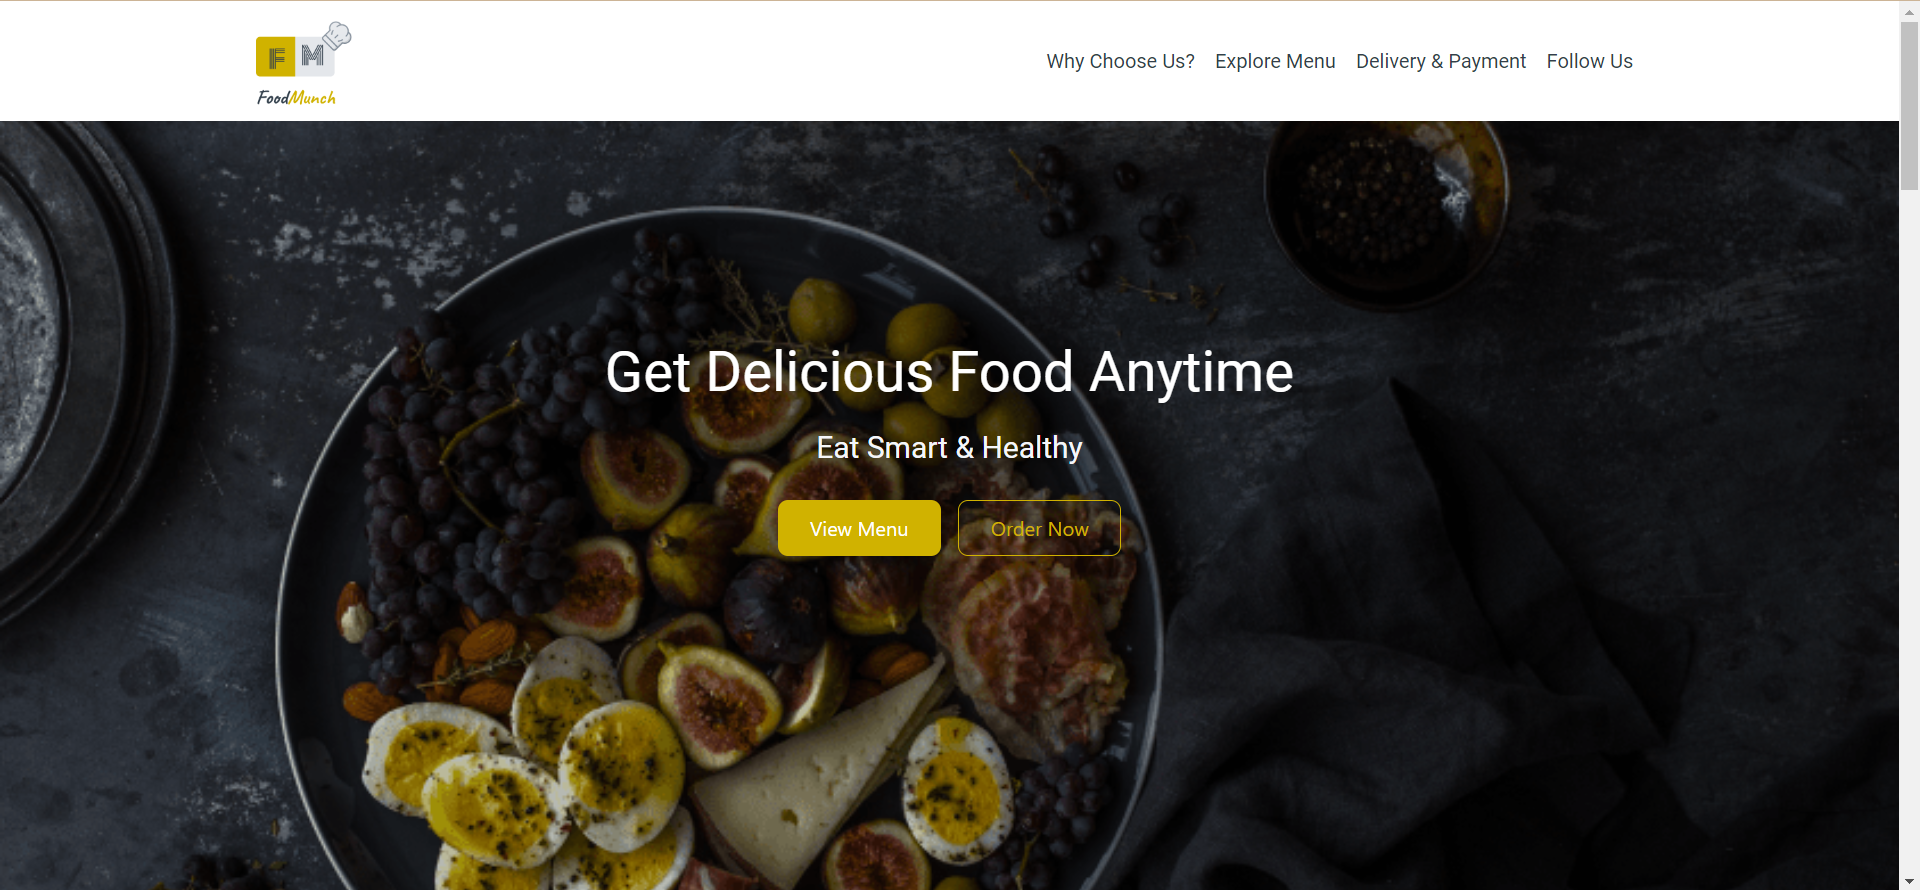 F M
FoodMunch
Why Choose Us? Explore Menu Delivery & Payment Follow Us
Get Delicious Food Anytime
Eat Smart & Healthy
View Menu Order Now